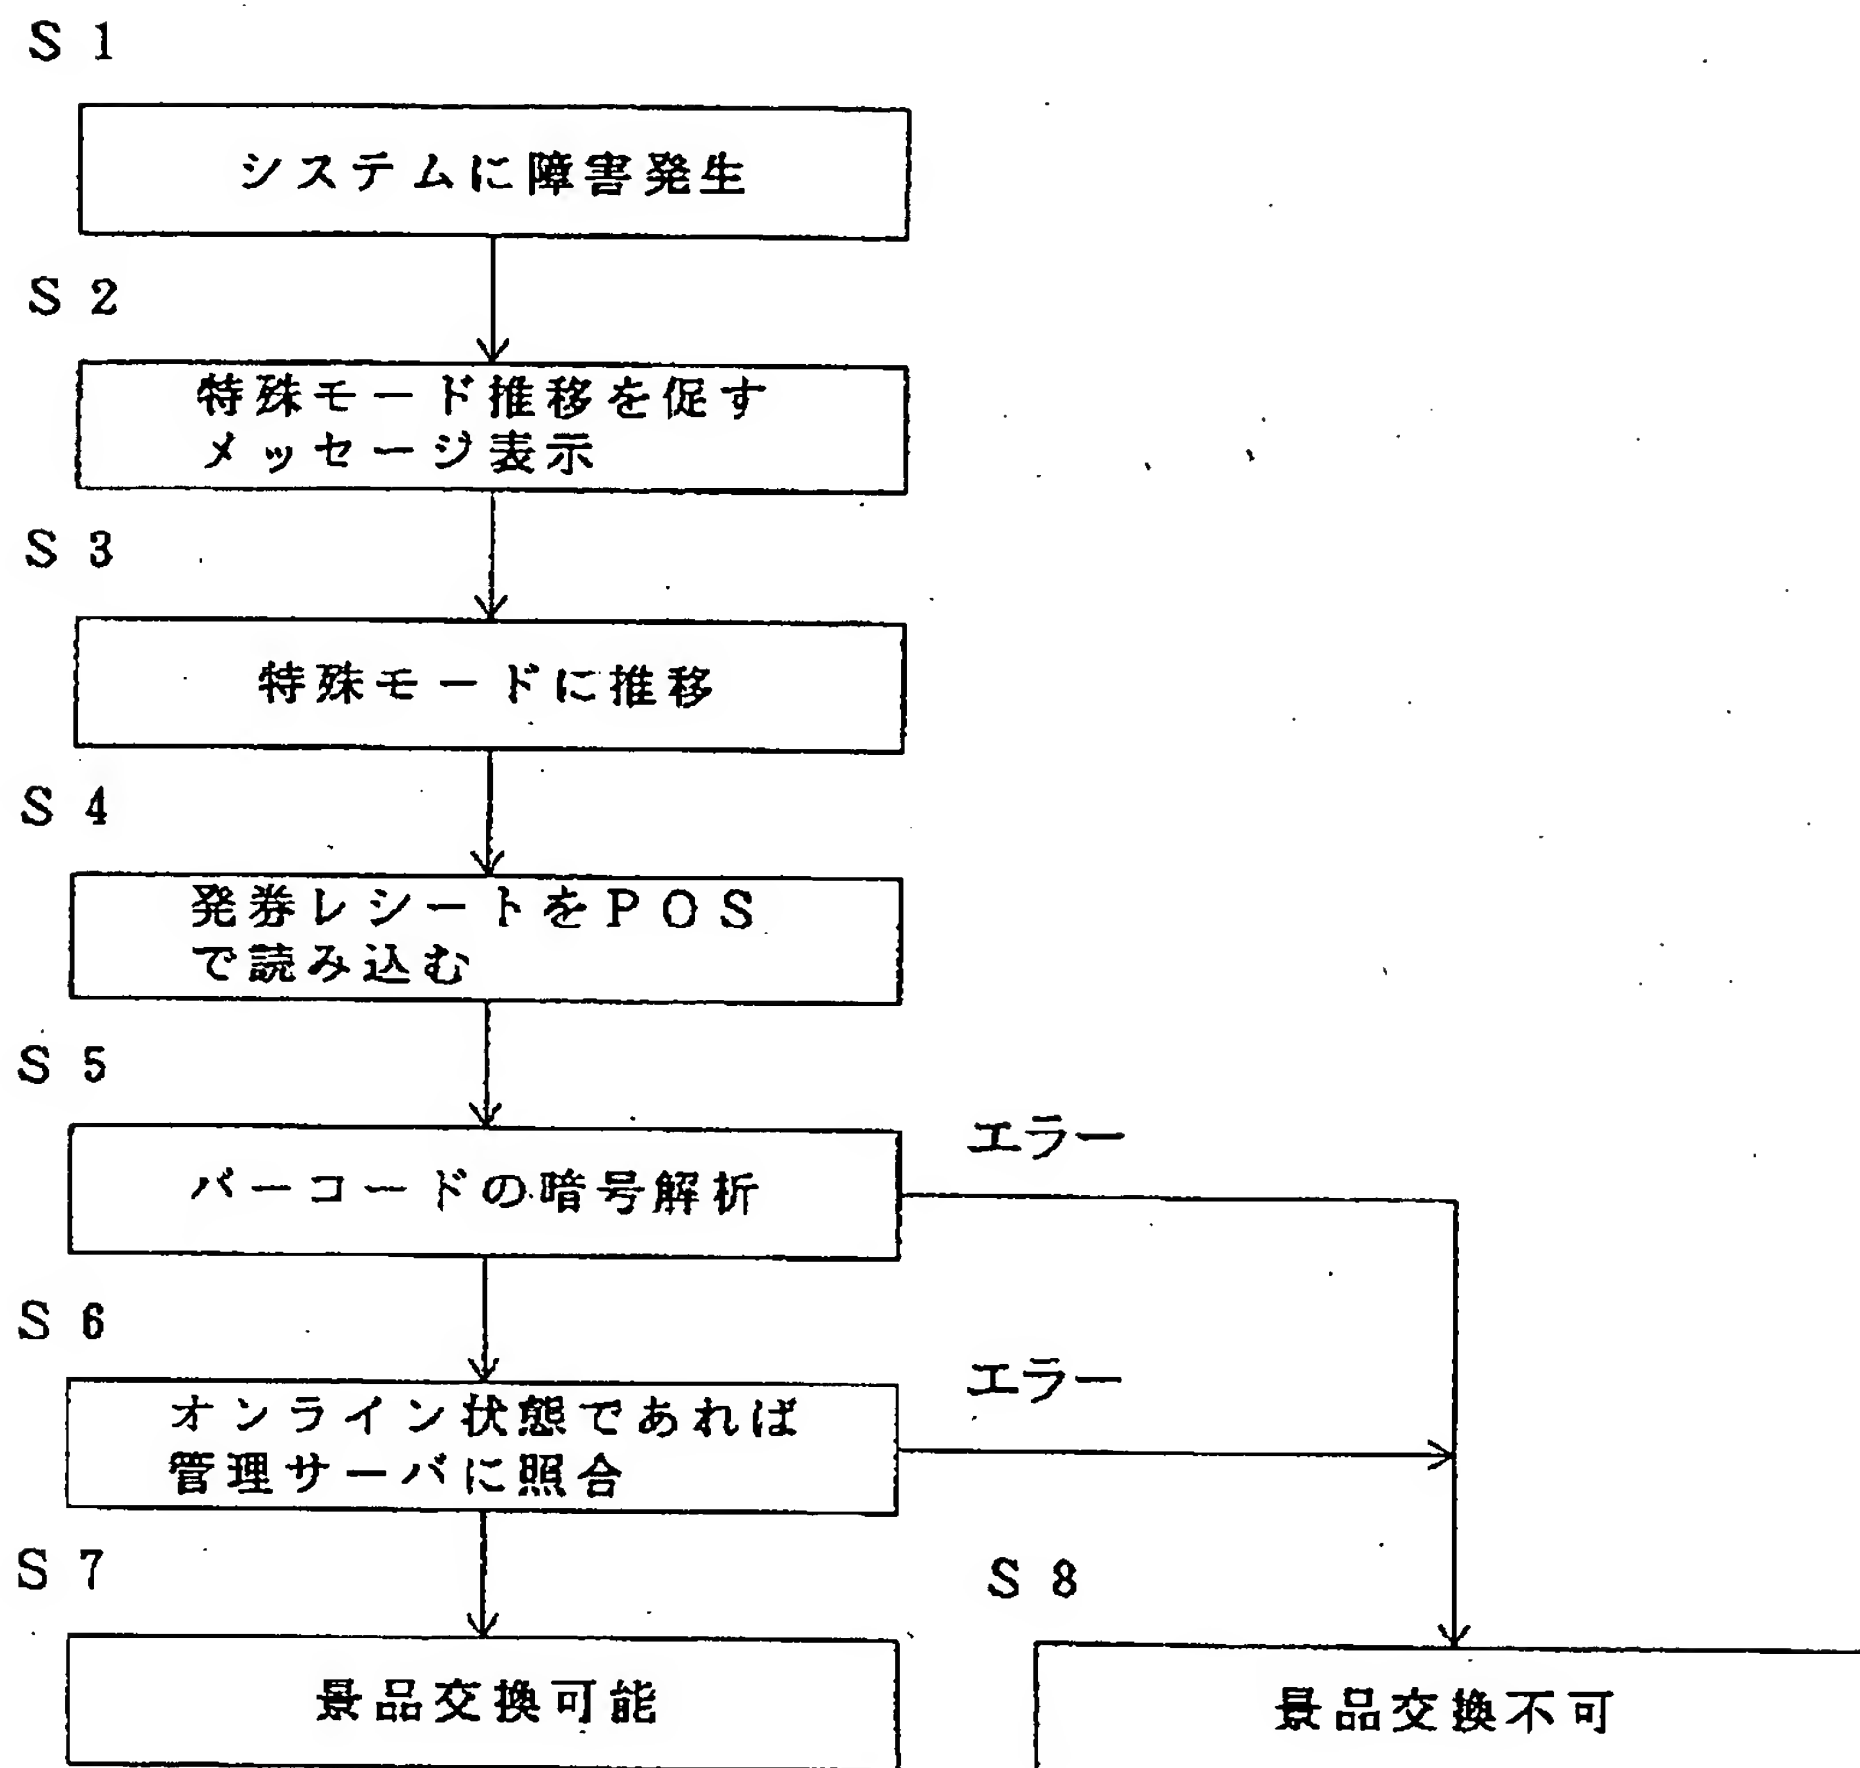 S 1
システムに障害発生
S 2
特殊モード推移を促す
メッセージ表示
S 3
特殊モードに推移
S 4
発券レシートをPOS
で読み込む
S 5
バーコードの暗号解析
エラー
S 6
オンライン状態であれば
管理サーバに照合
エラー
S 7
景品交換可能
S 8
景品交換不可